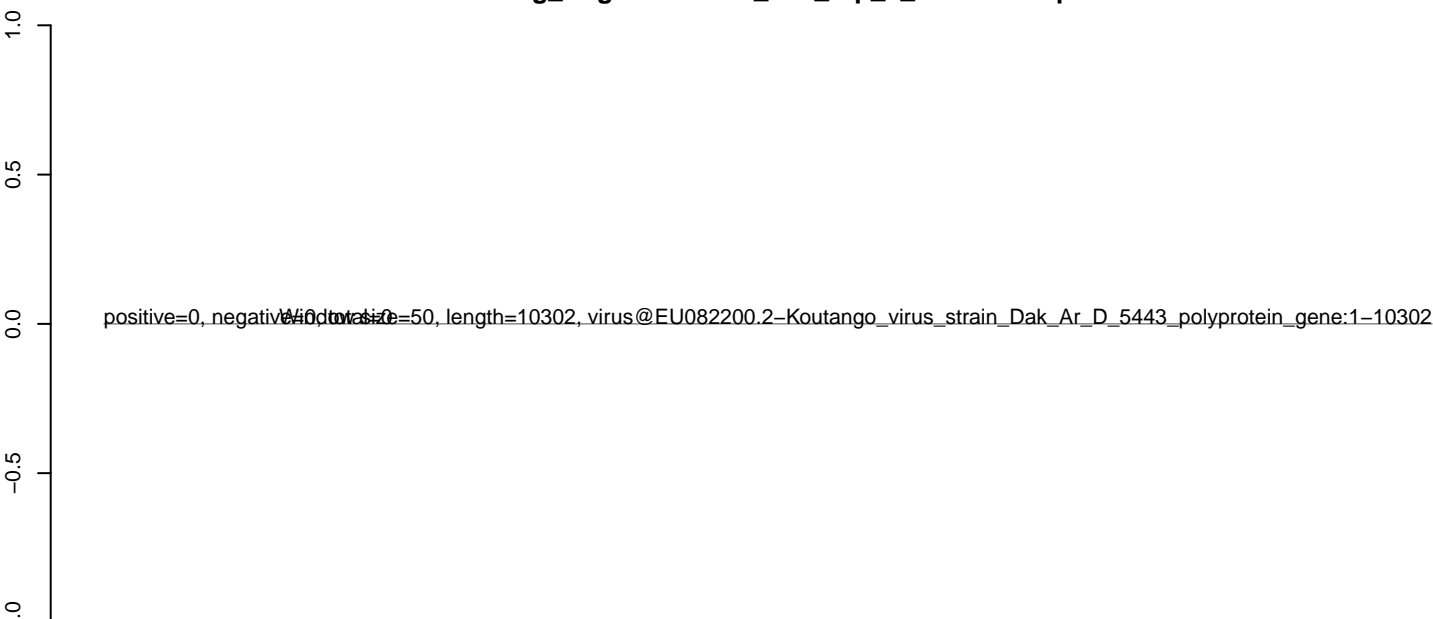 1.0
0.5
0.0
positive=0, negative=0, total=0
Window size=50, length=10302, virus@EU082200.2−Koutango_virus_strain_Dak_Ar_D_5443_polyprotein_gene:1−10302
−0.5